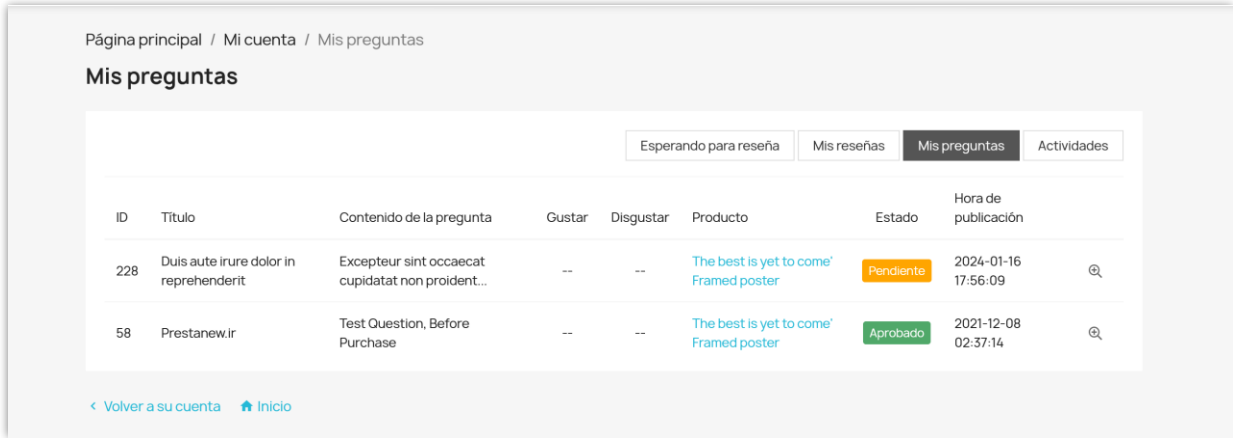 Página principal / Mi cuenta / Mis preguntas
Mis preguntas
Esperando para reseña Mis reseñas Mis preguntas Actividades
ID Título Contenido de la pregunta Gustar Disgustar Producto Estado Hora de publicación
228 Duis aute irure dolor in reprehenderit Excepteur sint occaecat cupidatat non proident... -- -- The best is yet to come' Framed poster Pendiente 2024-01-16 17:56:09
58 Prestanew.ir Test Question, Before Purchase -- -- The best is yet to come' Framed poster Aprobado 2021-12-08 02:37:14
Volver a su cuenta Inicio